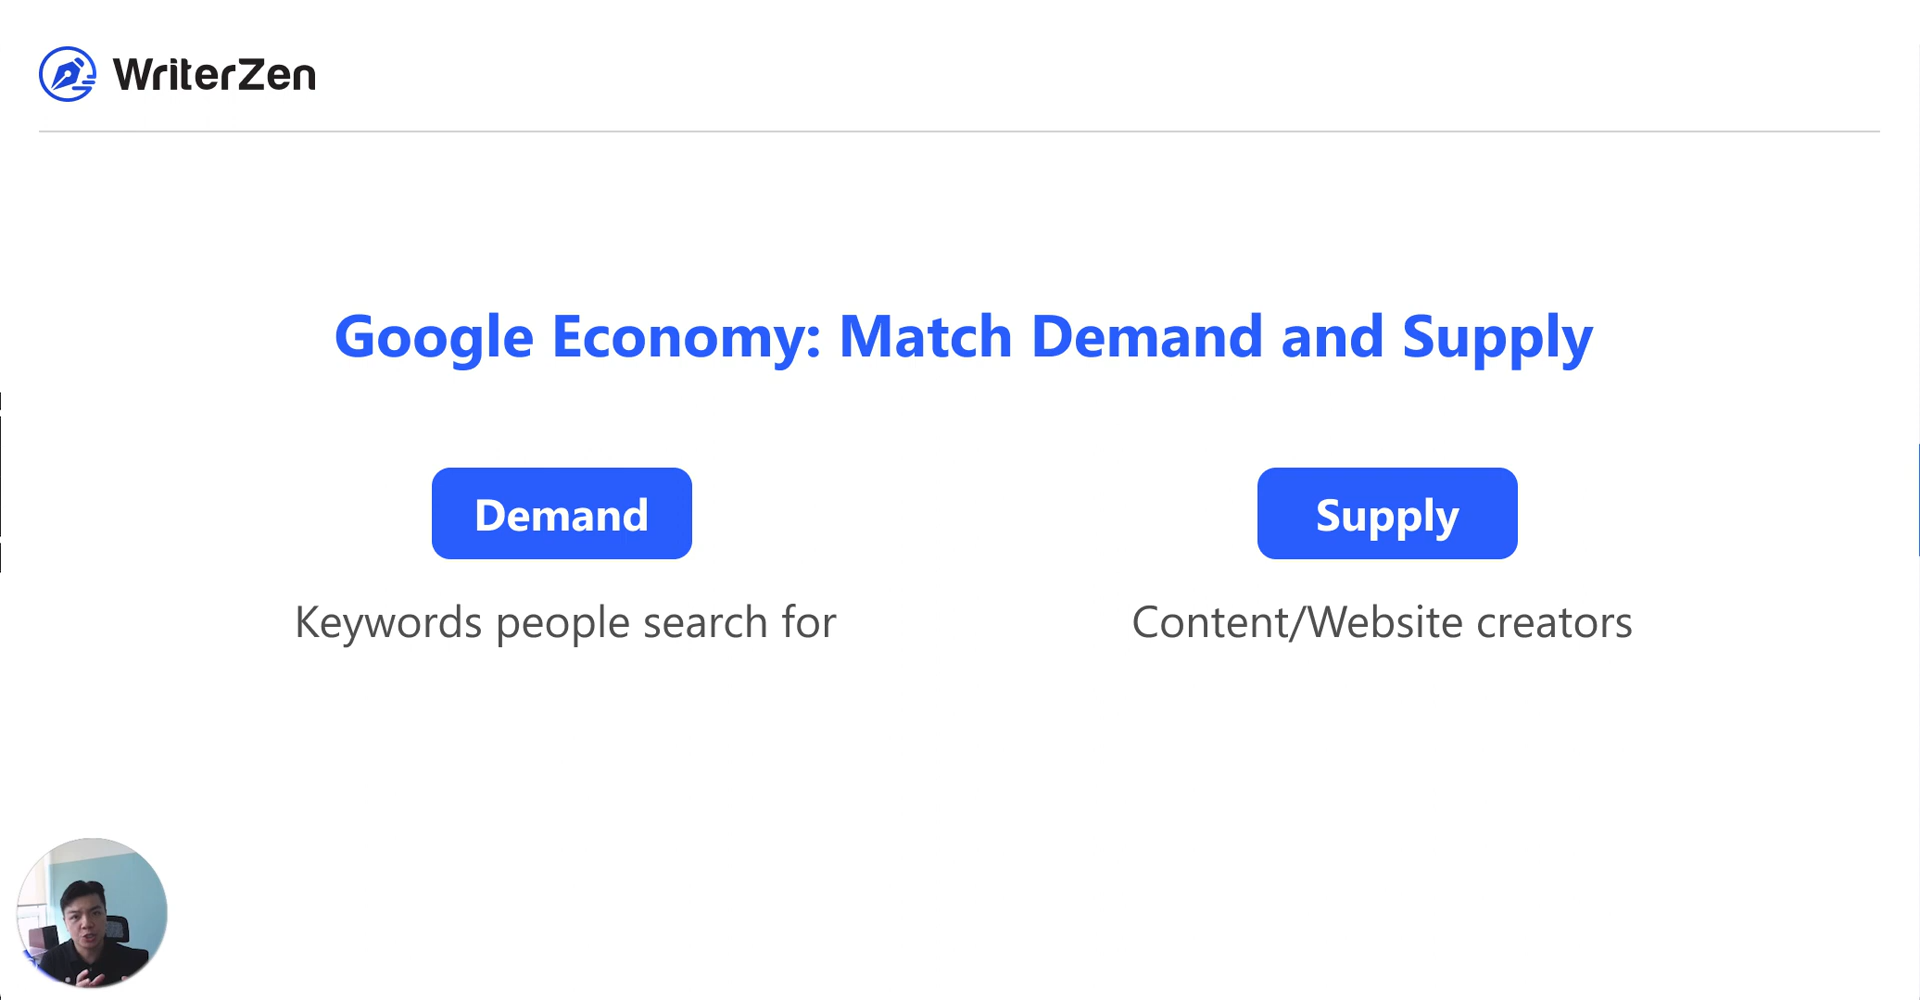 WriterZen
Google Economy: Match Demand and Supply
Demand
Supply
Keywords people search for
Content/Website creators